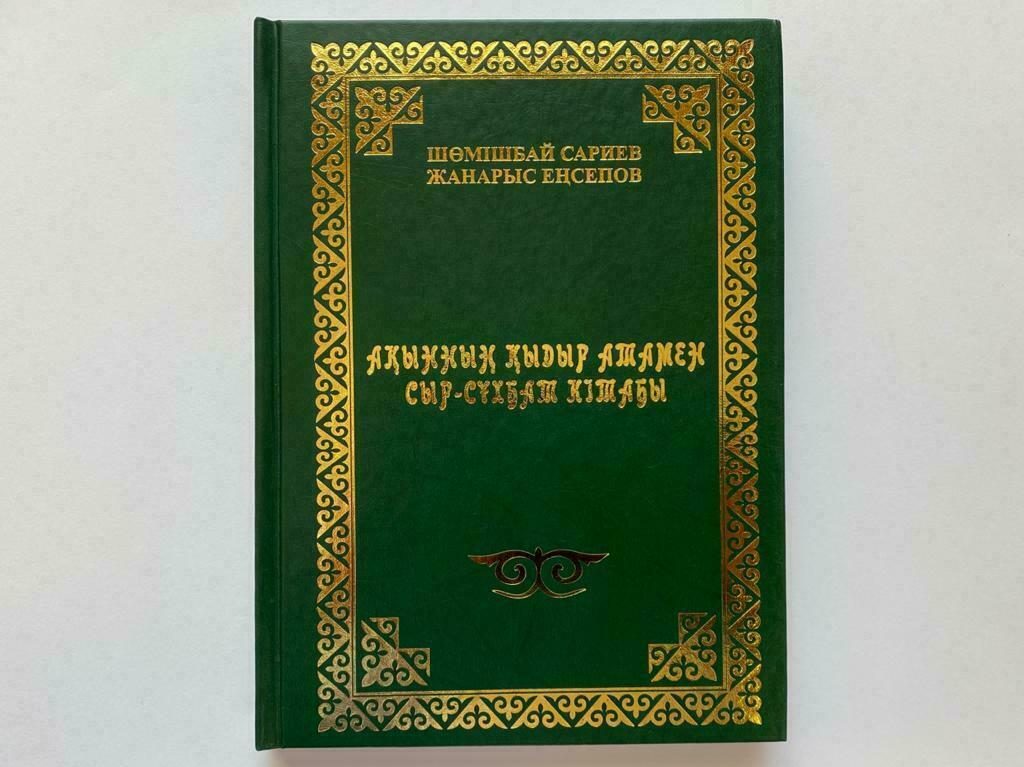 ШӨМІШБАЙ САРИЕВ
ЖАНАРЫС ЕҢСЕПОВ
АҚЫННЫҢ ҚЫДЫР АТАМЕН
СЫР-СҰХБАТ КІТАБЫ